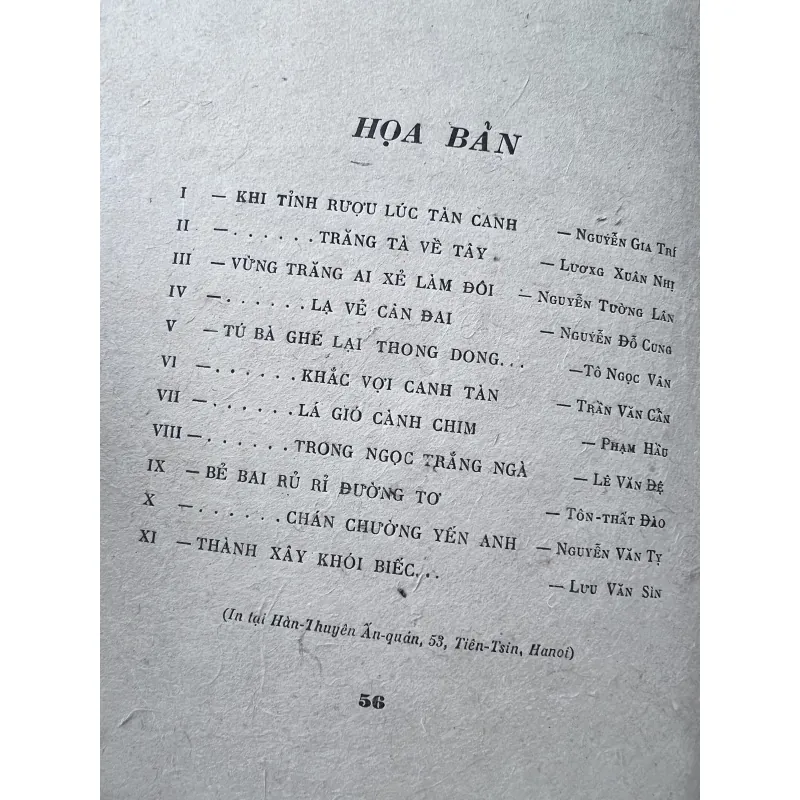 HỌA BẢN
I — KHI TỈNH RƯỢU LÚC TÀN CANH — NGUYỄN GIA TRÍ
II —. . . . . . TRĂNG TÀ VỀ TÂY — LƯƠXG XUÂN NHỊ
III — VỪNG TRĂNG AI XẺ LÀM ĐÔI — NGUYỄN TƯỜNG LÂN
IV —. . . . . . LẠ VẺ CÂN ĐAI — NGUYỄN ĐỖ CUNG
V — TÚ BÀ GHÉ LẠI THONG DONG. . . —TÔ NGỌC VÂN
VI —. . . . . . KHẮC VỢI CANH TÀN — TRẦN VĂN CẨN
VII —. . . . . . LÁ GIÓ CÀNH CHIM — PHẠM HẦU
VIII —. . . . . . TRONG NGỌC TRẮNG NGÀ — LÊ VĂN ĐỆ
IX — BỂ BAI RỦ RỈ ĐƯỜNG TƠ — TÔN-THẤT ĐÀO
X —. . . . . . CHÁN CHƯỜNG YẾN ANH — NGUYỄN VĂN TỴ
XI — THÀNH XÂY KHÓI BIẾC. . . — LƯU VĂN SÌN
(In tại Hàn-Thuyên Ấn-quán, 53, Tiên-Tsin, Hanoi)
56